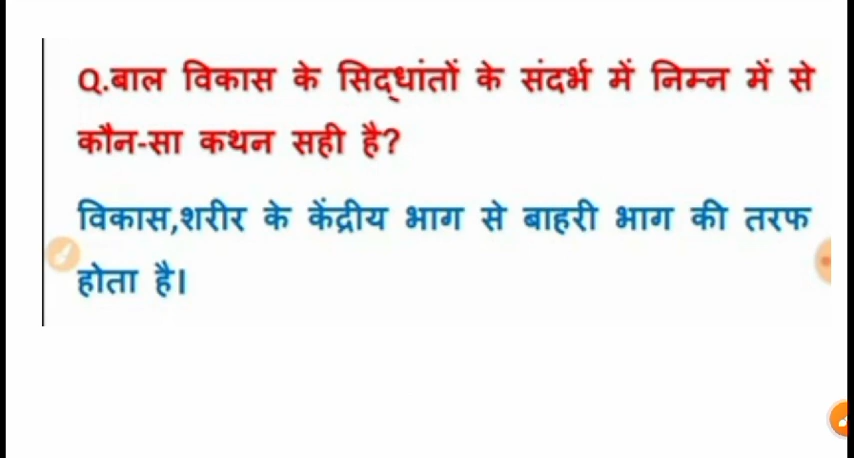 Q.बाल विकास के सिद्धांतों के संदर्भ में निम्न में से
कौन-सा कथन सही है?
विकास,शरीर के केंद्रीय भाग से बाहरी भाग की तरफ
होता है।